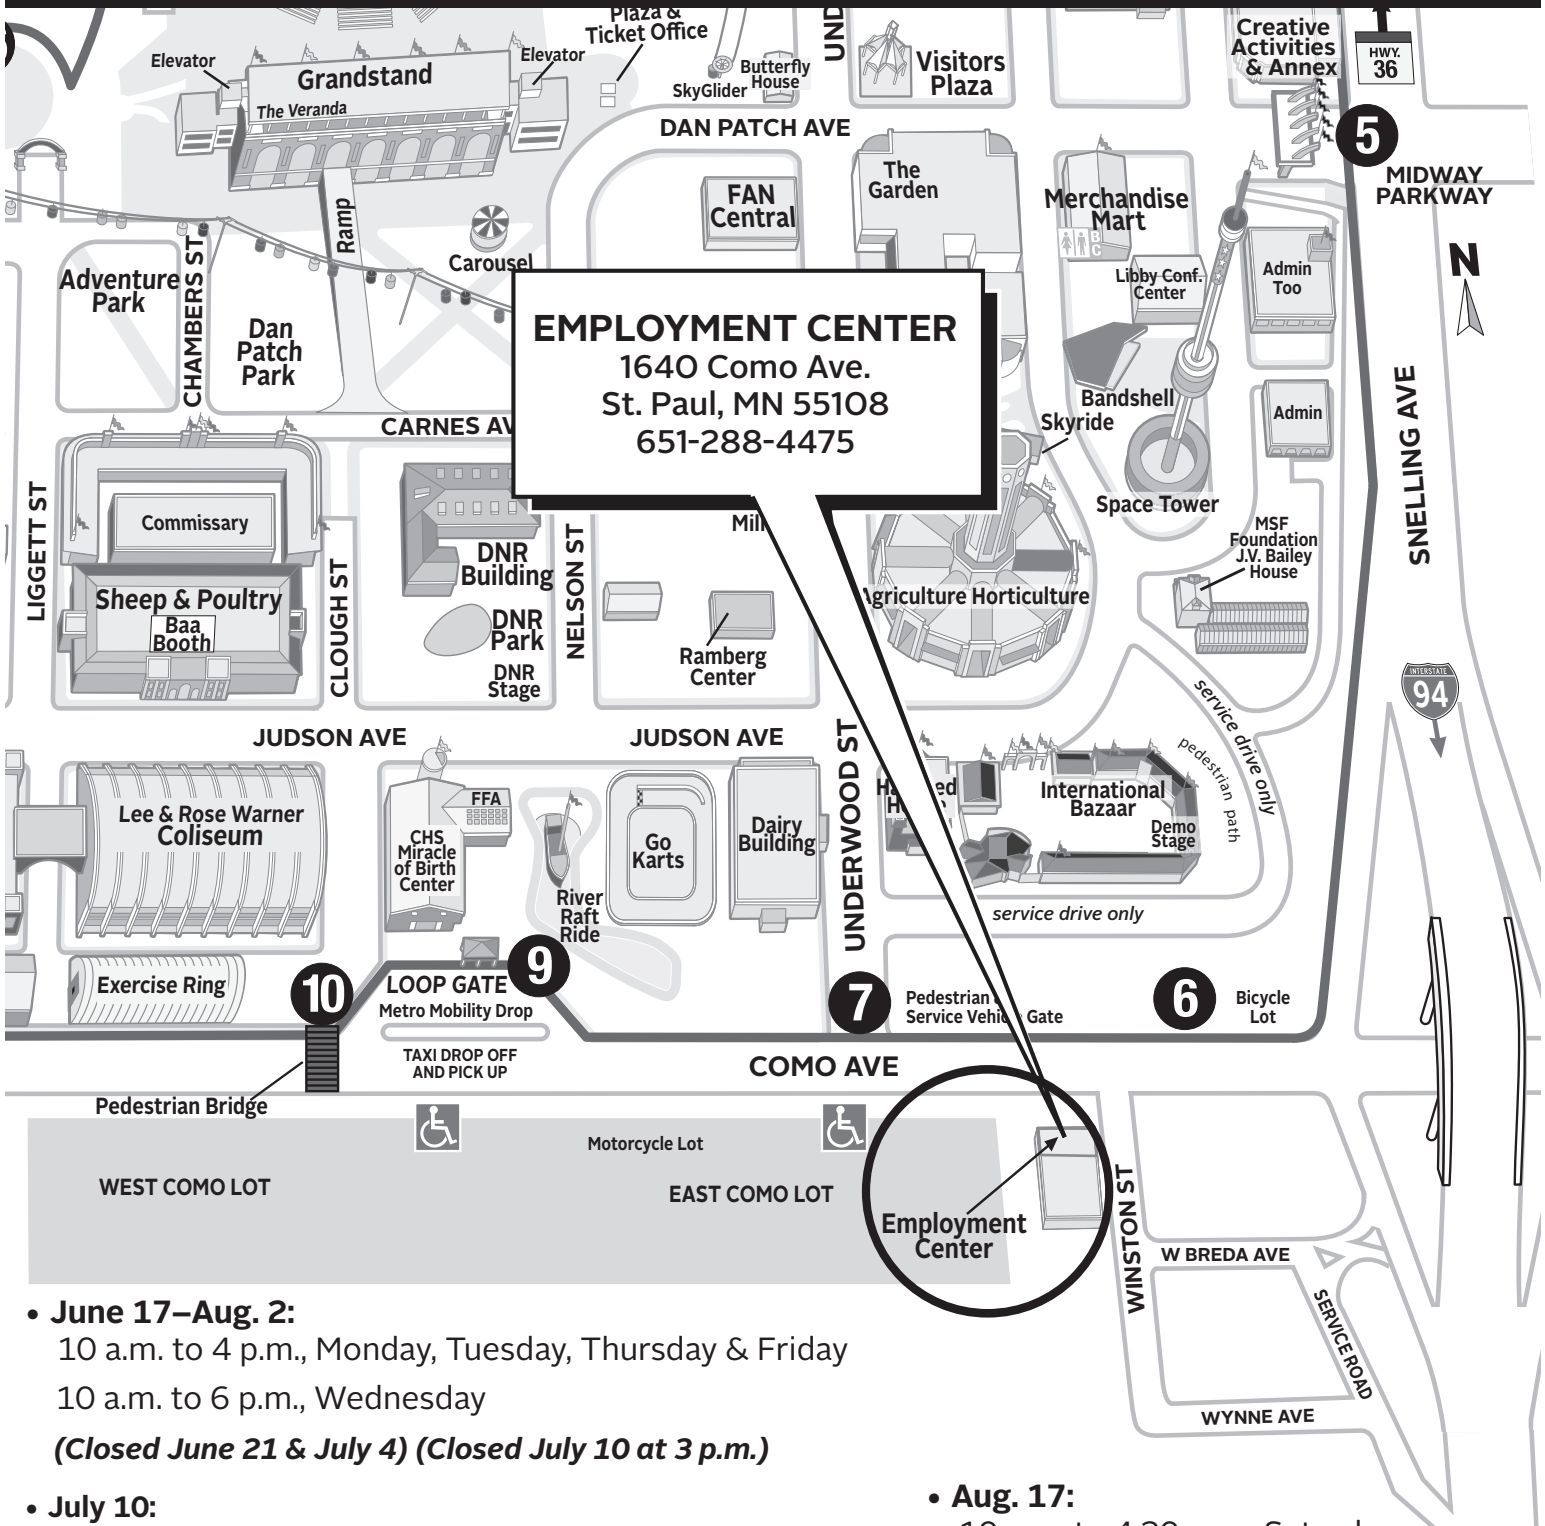 Plaza &
Ticket Office
Elevator
Elevator
Grandstand
The Veranda
SkyGlider
Butterfly
House
UND
Visitors
Plaza
Creative
Activities
& Annex
HWY.
36
5
DAN PATCH AVE
MIDWAY
PARKWAY
Ramp
FAN
Central
The
Garden
Merchandise
Mart
B
C
Carousel
Adventure
Park
CHAMBERS ST
Dan
Patch
Park
Libby Conf.
Center
Admin
Too
N
EMPLOYMENT CENTER
1640 Como Ave.
St. Paul, MN 55108
651-288-4475
Bandshell
Skyride
Admin
SNELLING AVE
CARNES AV
LIGGETT ST
Commissary
Sheep & Poultry
Baa
Booth
CLOUGH ST
DNR
Building
DNR
Park
DNR
Stage
NELSON ST
Mill
Ramberg
Center
Agriculture Horticulture
Space Tower
MSF
Foundation
J.V. Bailey
House
INTERSTATE
94
service drive only
pedestrian path
JUDSON AVE
JUDSON AVE
UNDERWOOD ST
Lee & Rose Warner
Coliseum
FFA
CHS
Miracle
of Birth
Center
River
Raft
Ride
Go
Karts
Dairy
Building
International
Bazaar
Demo
Stage
service drive only
Exercise Ring
10
LOOP GATE
9
Metro Mobility Drop
TAXI DROP OFF
AND PICK UP
7
Pedestrian
Service Vehic Gate
6
Bicycle
Lot
COMO AVE
Pedestrian Bridge
Motorcycle Lot
WEST COMO LOT
EAST COMO LOT
Employment
Center
WINSTON ST
W BREDA AVE
SERVICE ROAD
WYNNE AVE
• June 17–Aug. 2:
10 a.m. to 4 p.m., Monday, Tuesday, Thursday & Friday
10 a.m. to 6 p.m., Wednesday
(Closed June 21 & July 4) (Closed July 10 at 3 p.m.)
• July 10:
• Aug. 17: